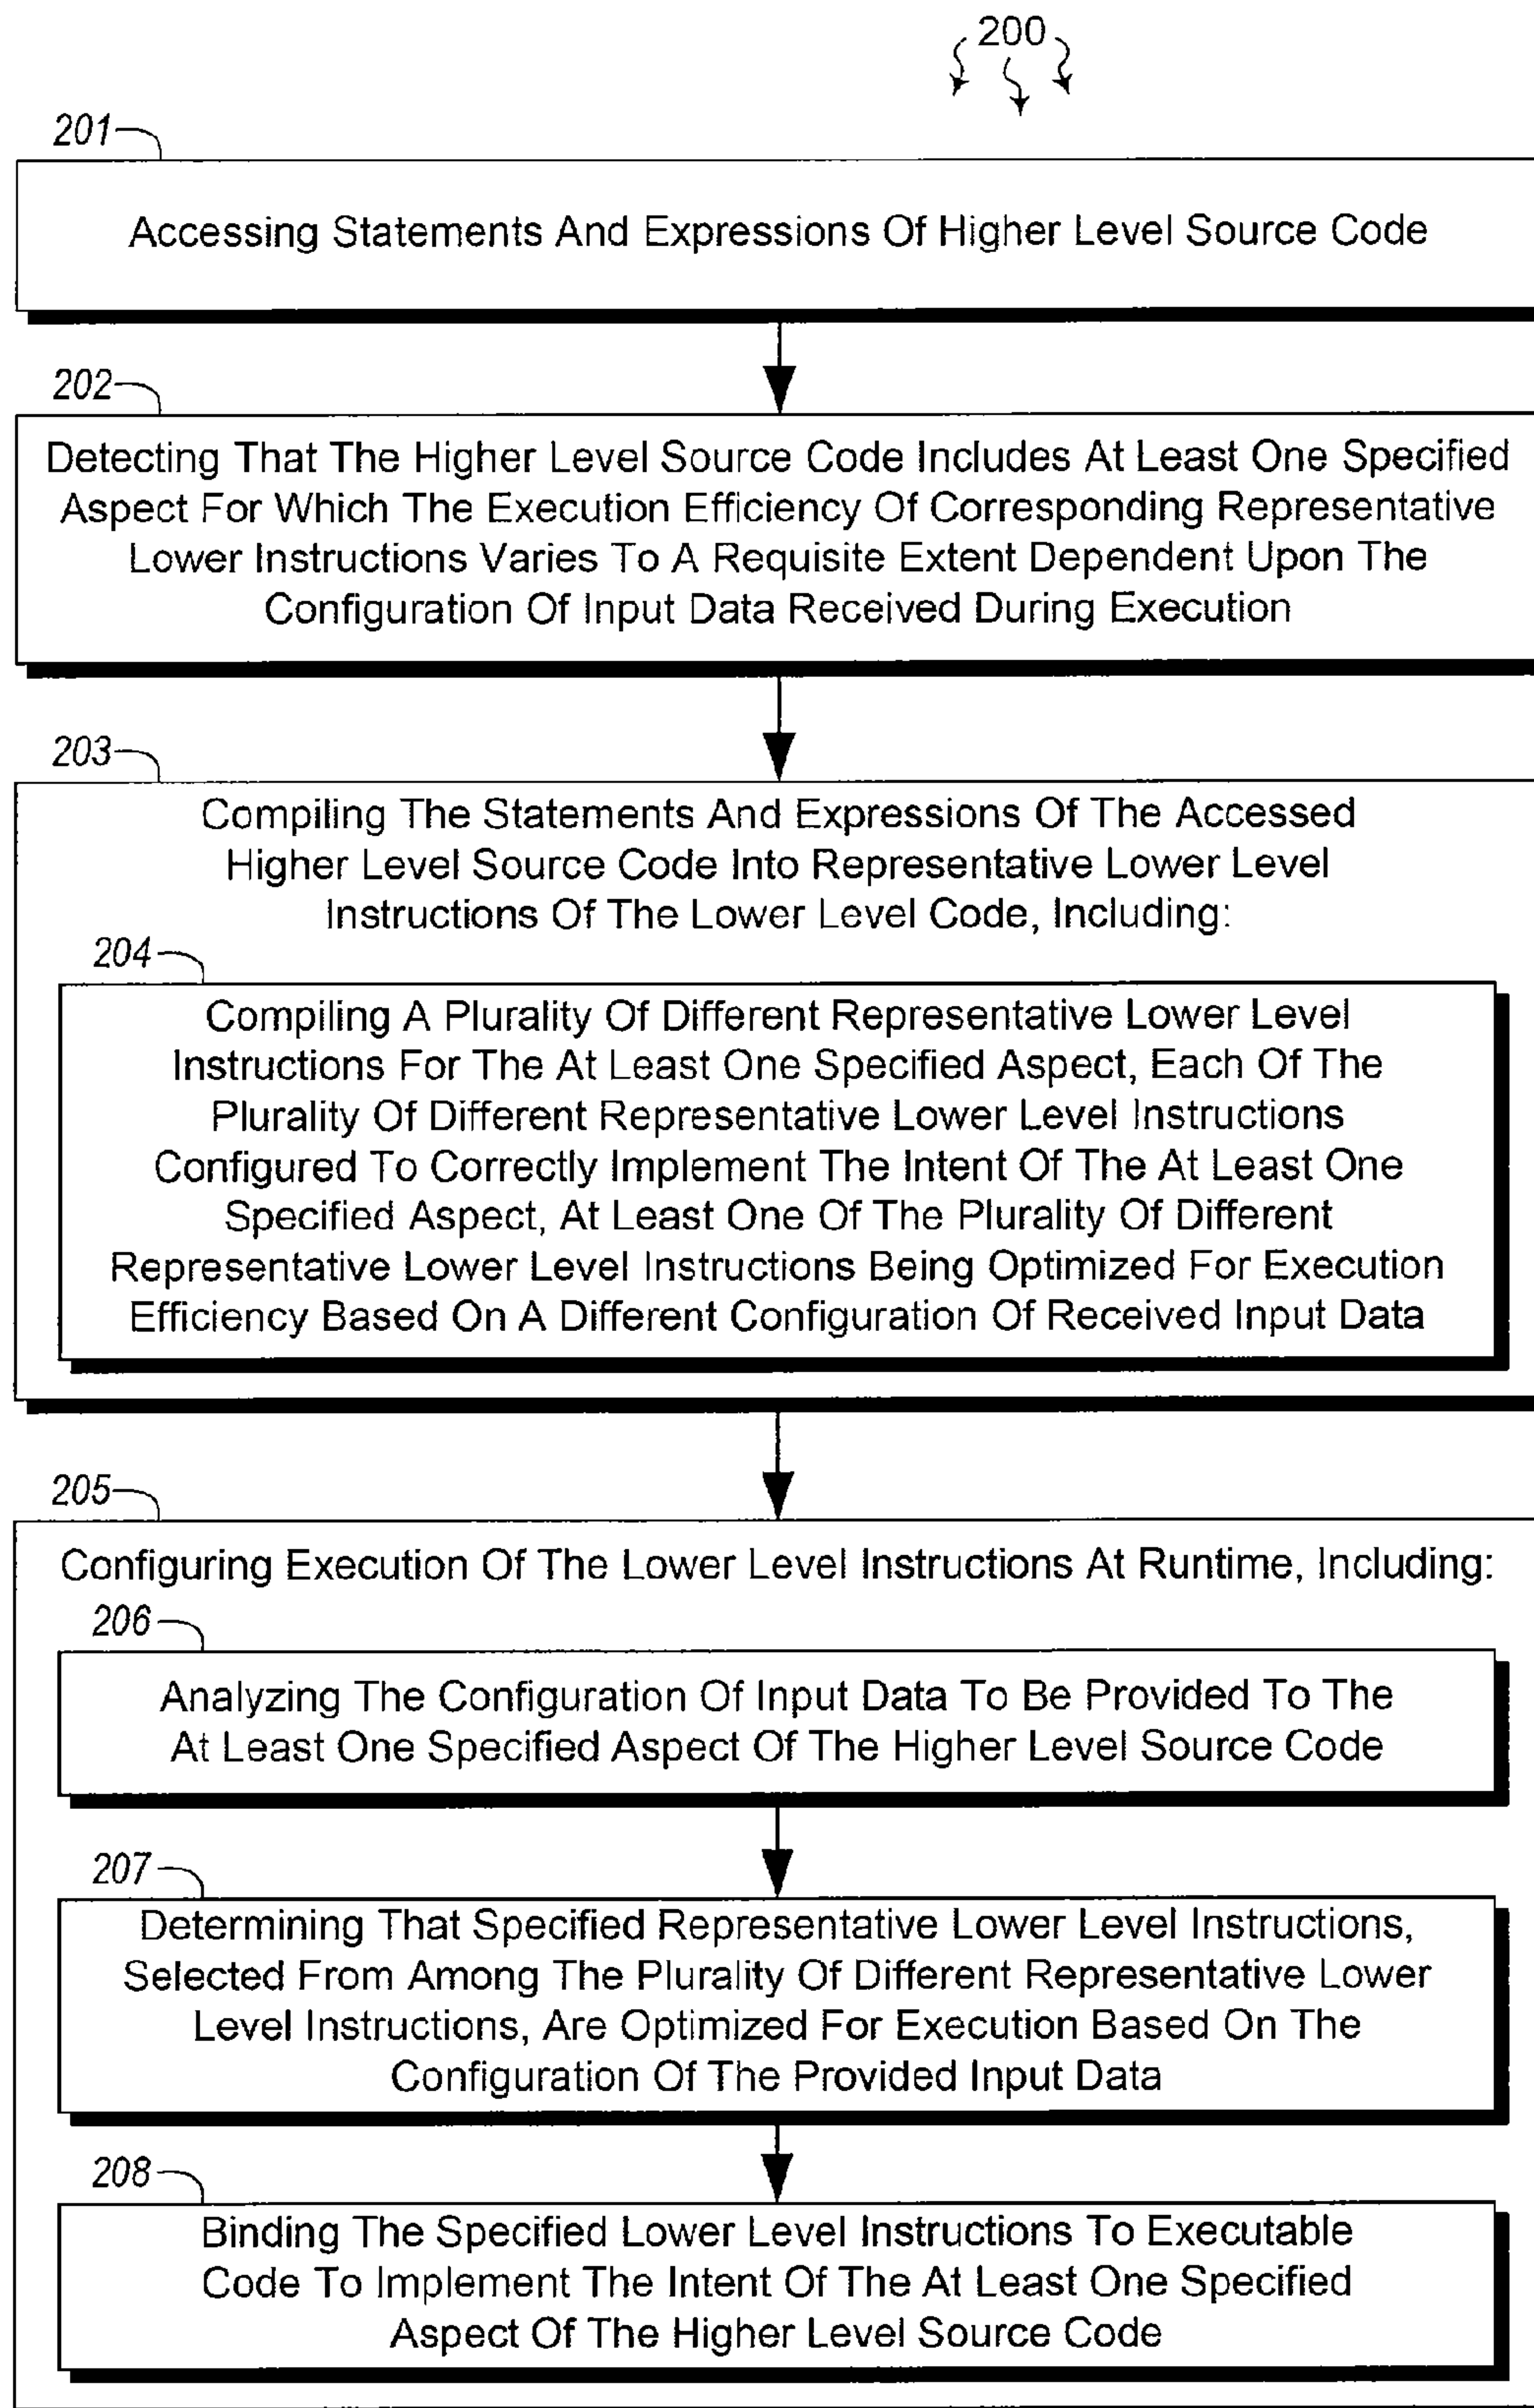 200
201
Accessing Statements And Expressions Of Higher Level Source Code
202
Detecting That The Higher Level Source Code Includes At Least One Specified
Aspect For Which The Execution Efficiency Of Corresponding Representative
Lower Instructions Varies To A Requisite Extent Dependent Upon The
Configuration Of Input Data Received During Execution
203
Compiling The Statements And Expressions Of The Accessed
Higher Level Source Code Into Representative Lower Level
Instructions Of The Lower Level Code, Including:
204
Compiling A Plurality Of Different Representative Lower Level
Instructions For The At Least One Specified Aspect, Each Of The
Plurality Of Different Representative Lower Level Instructions
Configured To Correctly Implement The Intent Of The At Least One
Specified Aspect, At Least One Of The Plurality Of Different
Representative Lower Level Instructions Being Optimized For Execution
Efficiency Based On A Different Configuration Of Received Input Data
205
Configuring Execution Of The Lower Level Instructions At Runtime, Including:
206
Analyzing The Configuration Of Input Data To Be Provided To The
At Least One Specified Aspect Of The Higher Level Source Code
207
Determining That Specified Representative Lower Level Instructions,
Selected From Among The Plurality Of Different Representative Lower
Level Instructions, Are Optimized For Execution Based On The
Configuration Of The Provided Input Data
208
Binding The Specified Lower Level Instructions To Executable
Code To Implement The Intent Of The At Least One Specified
Aspect Of The Higher Level Source Code